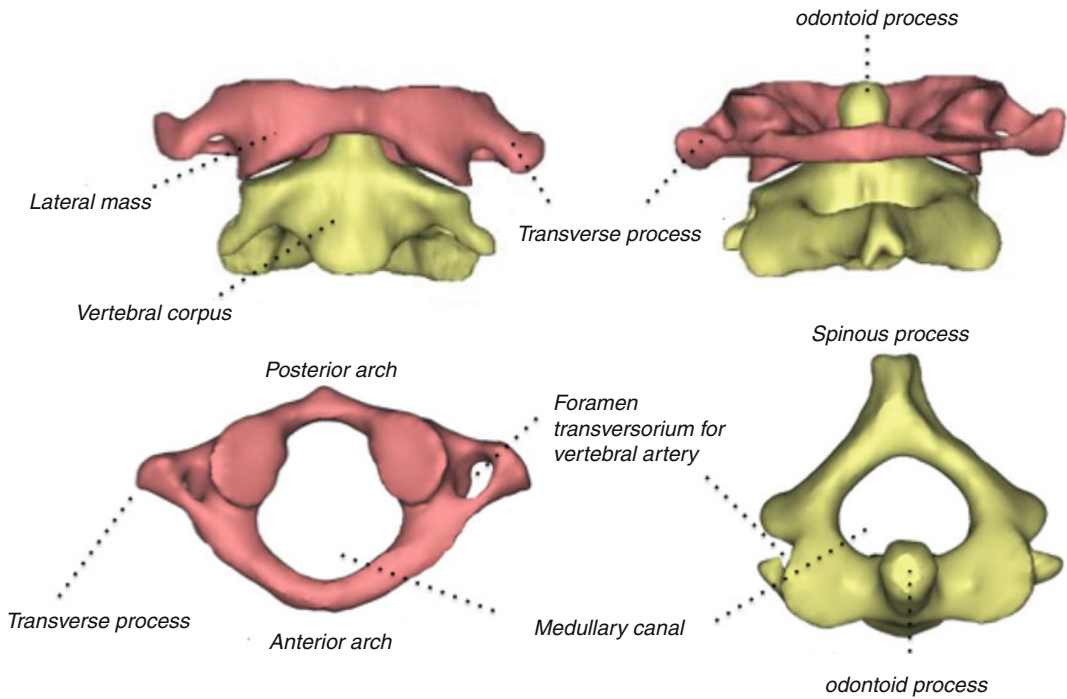 odontoid process
Lateral mass
Transverse process
Vertebral corpus
Spinous process
Posterior arch
Foramen
transversorium for
vertebral artery
Transverse process
Anterior arch
Medullary canal
odontoid process